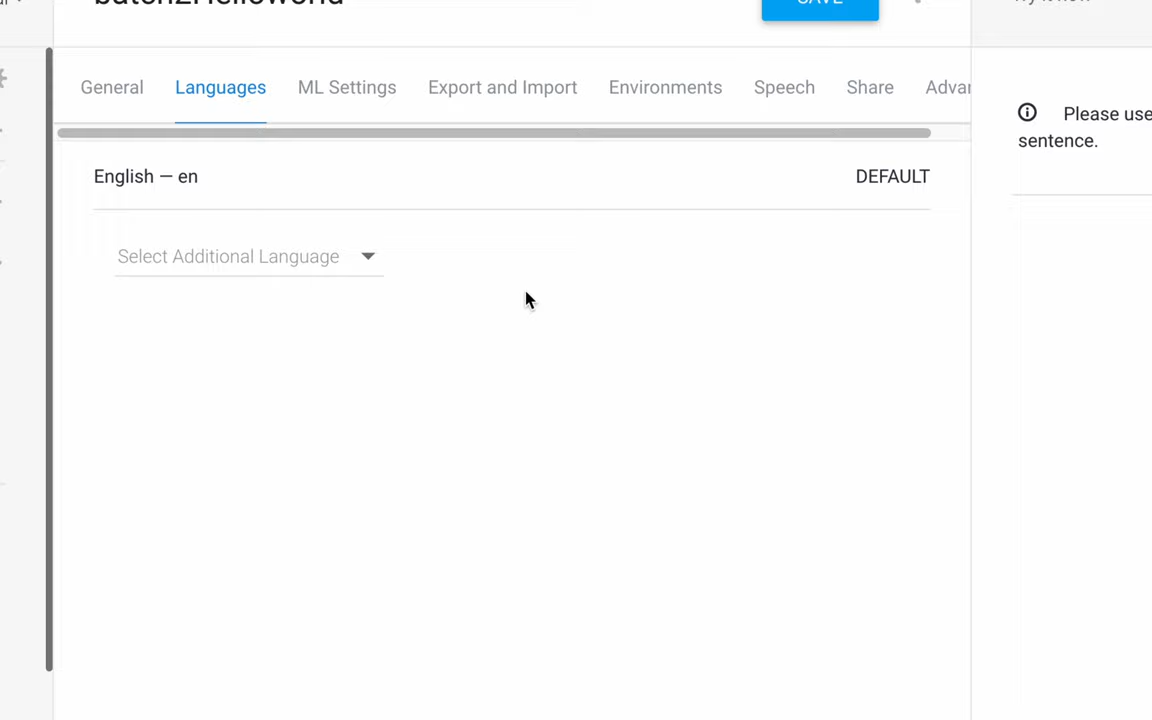 SAVE
General Languages ML Settings Export and Import Environments Speech Share
Please use
sentence.
English — en DEFAULT
Select Additional Language